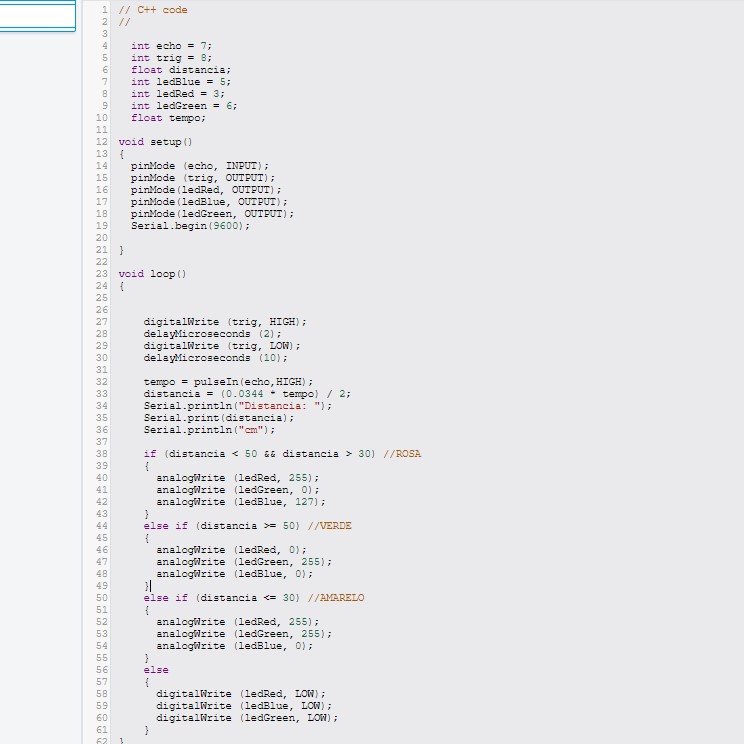 1 // C++ code
2 //
3
4 int echo = 7;
5 int trig = 8;
6 float distancia;
7 int ledBlue = 5;
8 int ledRed = 3;
9 int ledGreen = 6;
10 float tempo;
11
12 void setup()
13 {
14 pinMode (echo, INPUT);
15 pinMode (trig, OUTPUT);
16 pinMode(ledRed, OUTPUT);
17 pinMode(ledBlue, OUTPUT);
18 pinMode(ledGreen, OUTPUT);
19 Serial.begin(9600);
20
21 }
22
23 void loop()
24 {
25
26
27 digitalWrite (trig, HIGH);
28 delayMicroseconds (2);
29 digitalWrite (trig, LOW);
30 delayMicroseconds (10);
31
32 tempo = pulseIn(echo,HIGH);
33 distancia = (0.0344 * tempo) / 2;
34 Serial.println("Distancia: ");
35 Serial.print(distancia);
36 Serial.println("cm");
37
38 if (distancia < 50 && distancia > 30) //ROSA
39 {
40 analogWrite (ledRed, 255);
41 analogWrite (ledGreen, 0);
42 analogWrite (ledBlue, 127);
43 }
44 else if (distancia >= 50) //VERDE
45 {
46 analogWrite (ledRed, 0);
47 analogWrite (ledGreen, 255);
48 analogWrite (ledBlue, 0);
49 }
50 else if (distancia <= 30) //AMARELO
51 {
52 analogWrite (ledRed, 255);
53 analogWrite (ledGreen, 255);
54 analogWrite (ledBlue, 0);
55 }
56 else
57 {
58 digitalWrite (ledRed, LOW);
59 digitalWrite (ledBlue, LOW);
60 digitalWrite (ledGreen, LOW);
61 }
62 }